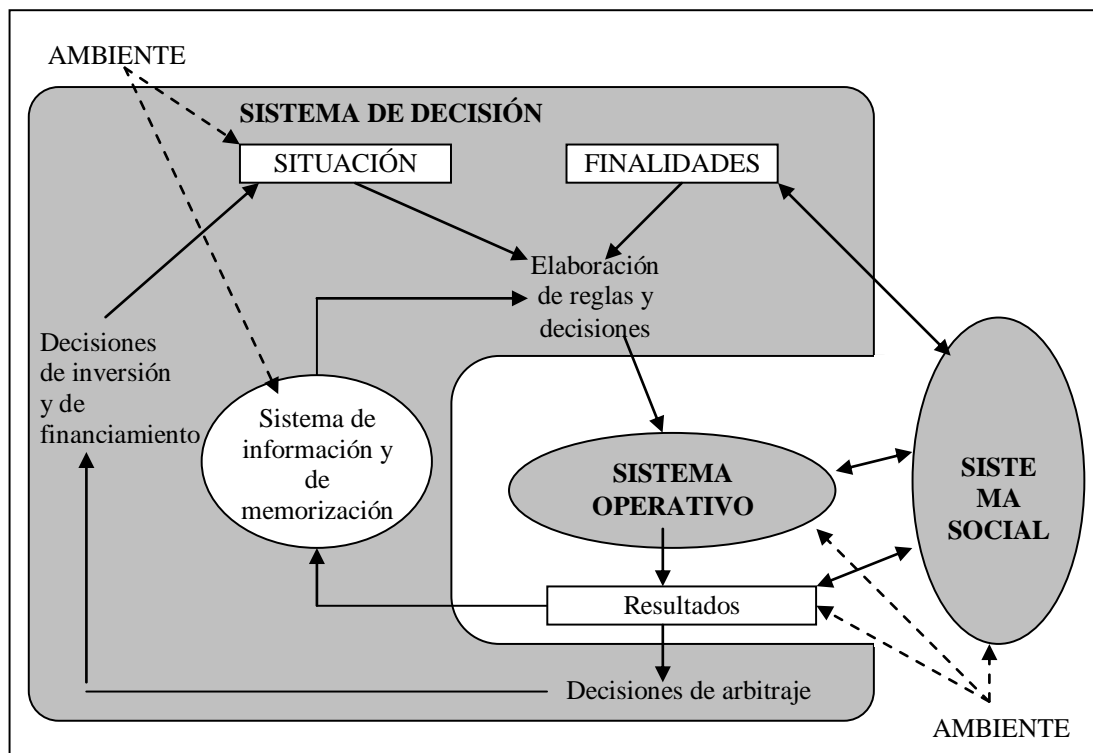 AMBIENTE
SISTEMA DE DECISIÓN
SITUACIÓN
FINALIDADES
Elaboración
de reglas y
decisiones
Decisiones
de inversión
y de
financiamiento
Sistema de
información y
de
memorización
SISTEMA
OPERATIVO
SISTE
MA
SOCIAL
Resultados
Decisiones de arbitraje
AMBIENTE